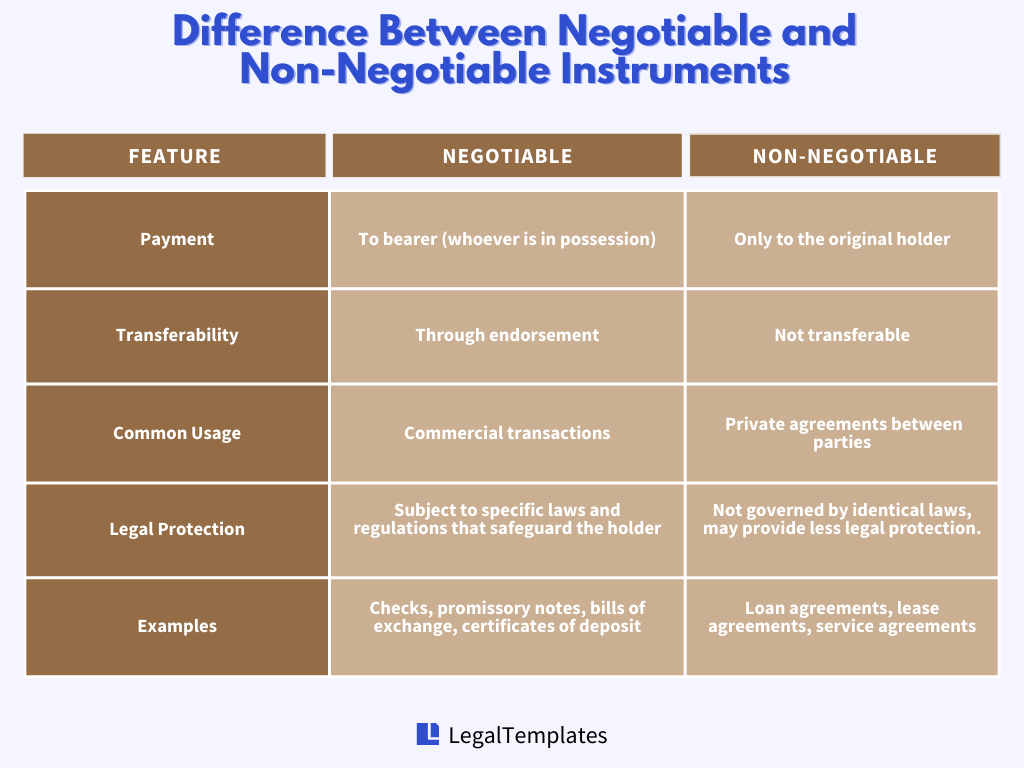 Difference Between Negotiable and
Non-Negotiable Instruments
FEATURE
NEGOTIABLE
NON-NEGOTIABLE
Payment
To bearer (whoever is in possession)
Only to the original holder
Transferability
Through endorsement
Not transferable
Common Usage
Commercial transactions
Private agreements between
parties
Legal Protection
Subject to specific laws and
regulations that safeguard the holder
Not governed by identical laws,
may provide less legal protection.
Examples
Checks, promissory notes, bills of
exchange, certificates of deposit
Loan agreements, lease
agreements, service agreements
LegalTemplates